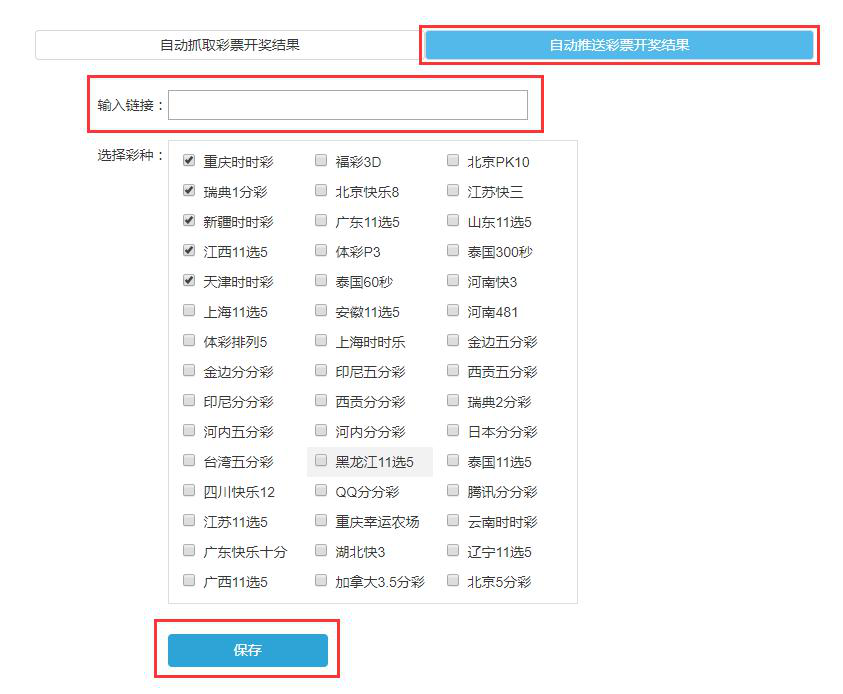 自动抓取彩票开奖结果 自动推送彩票开奖结果
输入链接：
选择彩种：
重庆时时彩 福彩3D 北京PK10
瑞典1分彩 北京快乐8 江苏快三
新疆时时彩 广东11选5 山东11选5
江西11选5 体彩P3 泰国300秒
天津时时彩 泰国60秒 河南快3
上海11选5 安徽11选5 河南481
体彩排列5 上海时时乐 金边五分彩
金边分分彩 印尼五分彩 西贡五分彩
印尼分分彩 西贡分分彩 瑞典2分彩
河内五分彩 河内分分彩 日本分分彩
台湾五分彩 黑龙江11选5 泰国11选5
四川快乐12 QQ分分彩 腾讯分分彩
江苏11选5 重庆幸运农场 云南时时彩
广东快乐十分 湖北快3 辽宁11选5
广西11选5 加拿大3.5分彩 北京5分彩
保存